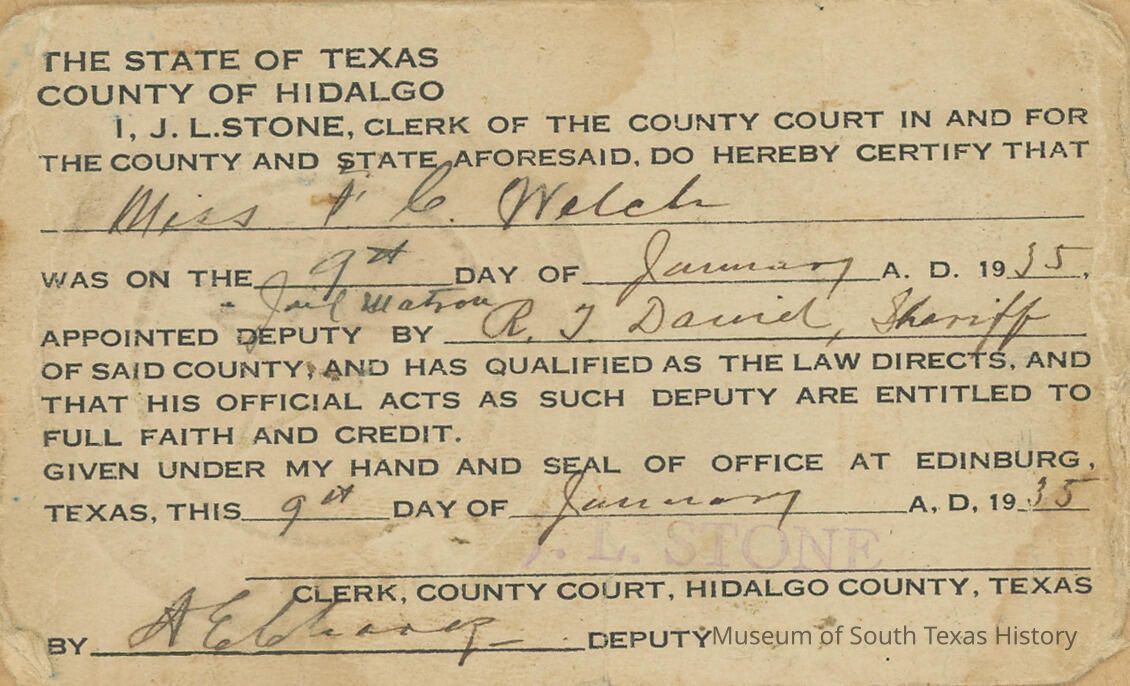 THE STATE OF TEXAS
COUNTY OF HIDALGO
I, J. L. STONE, CLERK OF THE COUNTY COURT IN AND FOR
THE COUNTY AND STATE AFORESAID, DO HEREBY CERTIFY THAT
Miss A. C. Welch
WAS ON THE 9th DAY OF January A. D. 1935,
Jail Matron
APPOINTED DEPUTY BY R. T. Daniel, Sheriff
OF SAID COUNTY, AND HAS QUALIFIED AS THE LAW DIRECTS, AND
THAT HIS OFFICIAL ACTS AS SUCH DEPUTY ARE ENTITLED TO
FULL FAITH AND CREDIT.
GIVEN UNDER MY HAND AND SEAL OF OFFICE AT EDINBURG,
TEXAS, THIS 9th DAY OF January A, D, 1935
J. L. STONE
CLERK, COUNTY COURT, HIDALGO COUNTY, TEXAS
BY A E Chavez DEPUTY
Museum of South Texas History